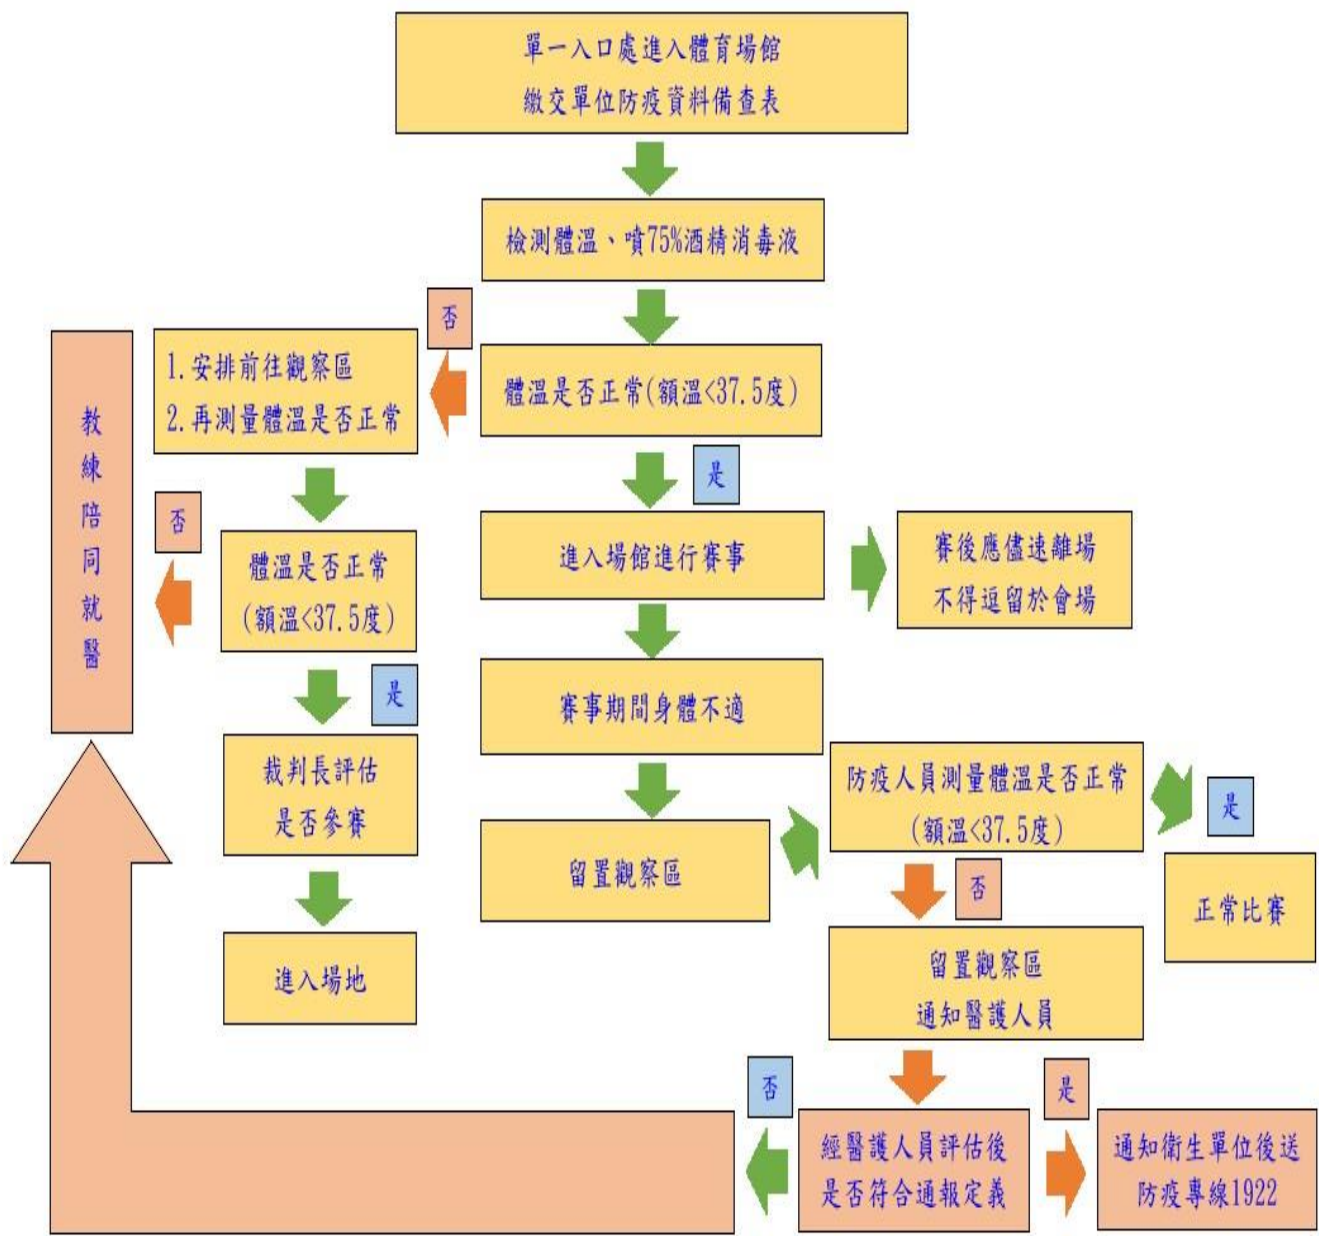 單一入口處進入體育場館
繳交單位防疫資料備查表
檢測體溫、噴75%酒精消毒液
否
體溫是否正常(額溫<37.5度)
1.安排前往觀察區
2.再測量體溫是否正常
教
練
陪
同
就
醫
是
否
體溫是否正常
(額溫<37.5度)
進入場館進行賽事
賽後應儘速離場
不得逗留於會場
是
賽事期間身體不適
裁判長評估
是否參賽
防疫人員測量體溫是否正常
(額溫<37.5度)
是
留置觀察區
否
正常比賽
進入場地
留置觀察區
通知醫護人員
否
是
經醫護人員評估後
是否符合通報定義
通知衛生單位後送
防疫專線1922